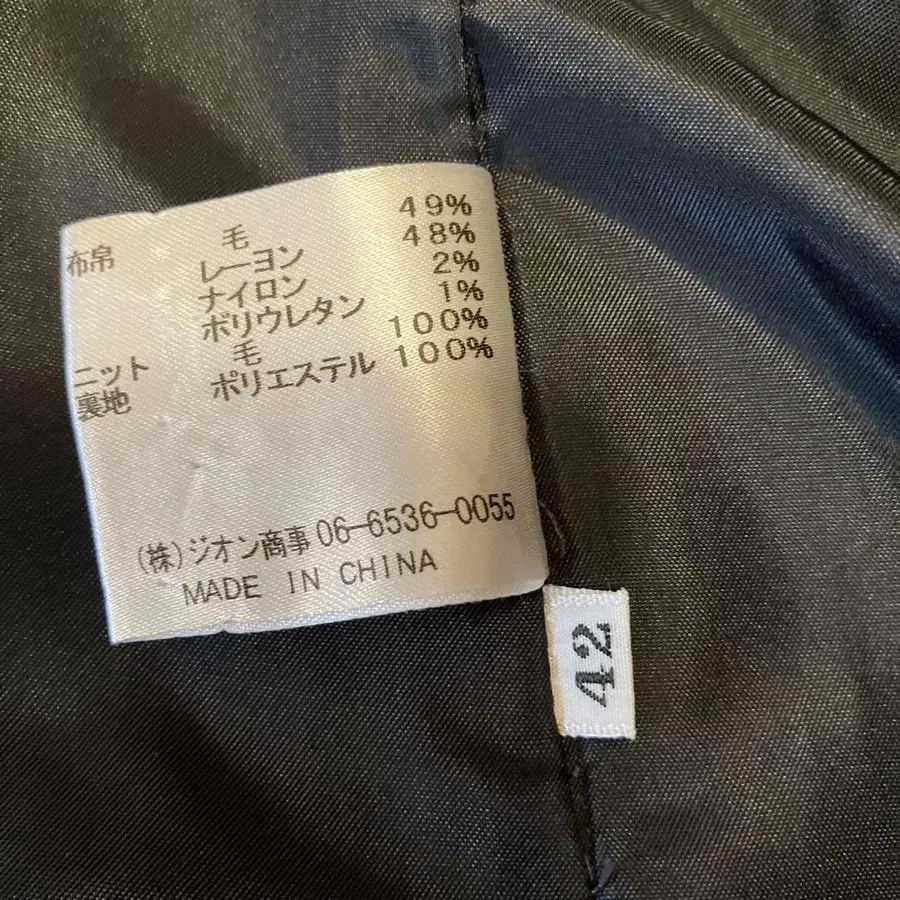 布帛 毛 49%
レーヨン 48%
ナイロン 2%
ポリウレタン 1%
ニット 毛 100%
裏地 ポリエステル 100%
(株)ジオン商事 06-6536-0055
MADE IN CHINA
42